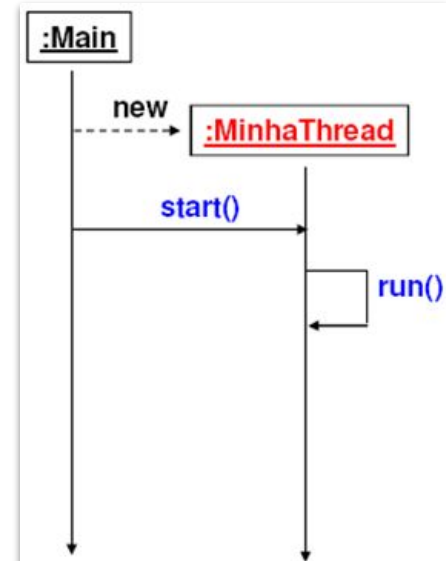 :Main
new
:MinhaThread
start()
run()